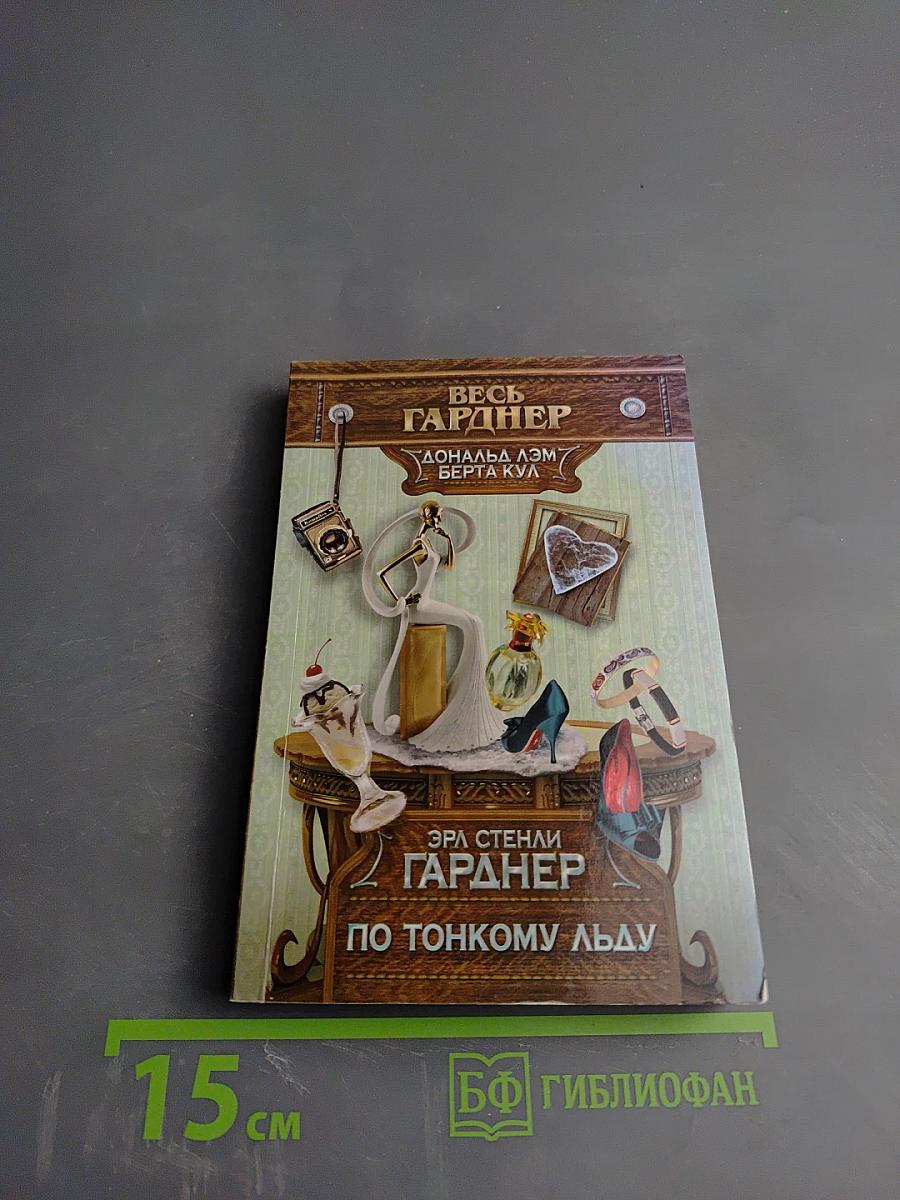 ВЕСЬ
ГАРДНЕР
ДОНАЛЬД ЛЭМ
БЕРТА КУЛ
ЭРЛ СТЕНЛИ
ГАРДНЕР
ПО ТОНКОМУ ЛЬДУ
15 см
БФ ГИБЛИОФАН